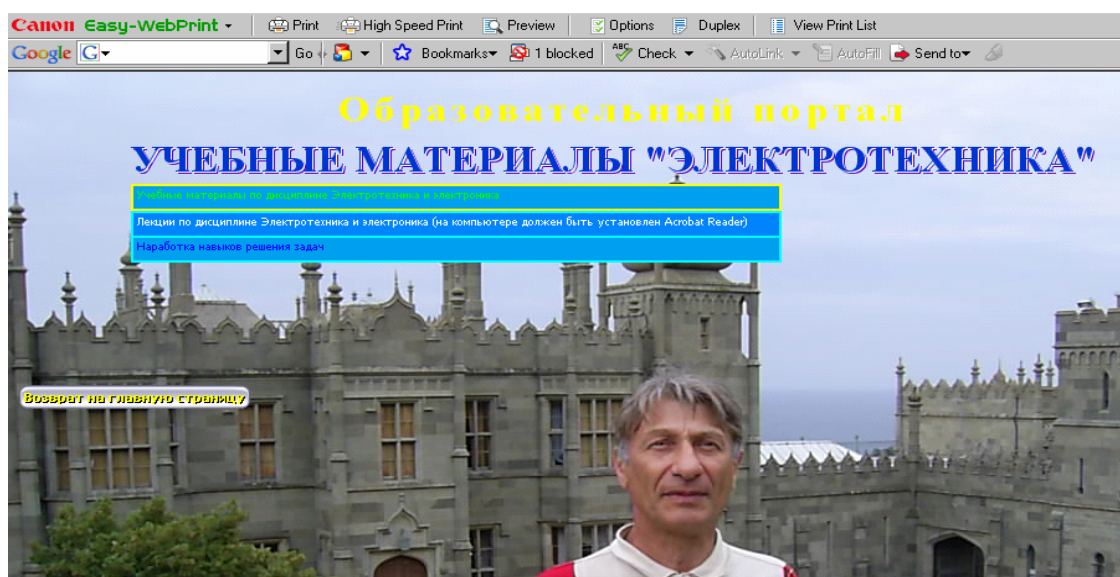 Canon Easy-WebPrint Print High Speed Print Preview Options Duplex View Print List
Google G Go Bookmarks 1 blocked ABC Check AutoLink AutoFill Send to
Образовательный портал
УЧЕБНЫЕ МАТЕРИАЛЫ "ЭЛЕКТРОТЕХНИКА"
Учебные материалы по дисциплине Электротехника и электроника
Лекции по дисциплине Электротехника и электроника (на компьютере должен быть установлен Acrobat Reader)
Наработка навыков решения задач
Возврат на главную страницу